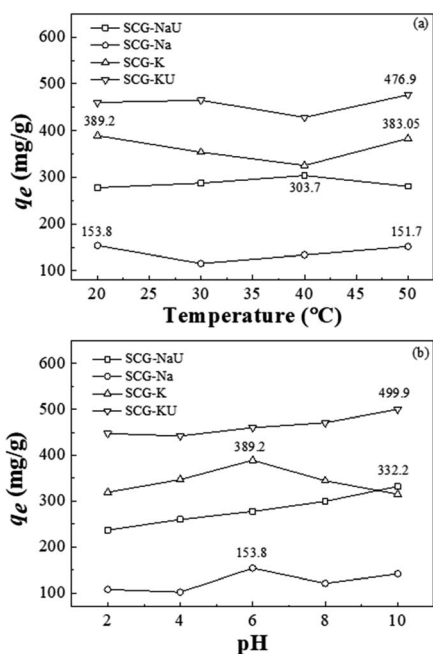 (a)
SCG-NaU
SCG-Na
SCG-K
SCG-KU
600
500
400
300
200
100
qe (mg/g)
476.9
389.2
383.05
303.7
153.8
151.7
20 25 30 35 40 45 50
Temperature (°C)
(b)
SCG-NaU
SCG-Na
SCG-K
SCG-KU
600
500
400
300
200
100
qe (mg/g)
499.9
389.2
332.2
153.8
2 4 6 8 10
pH